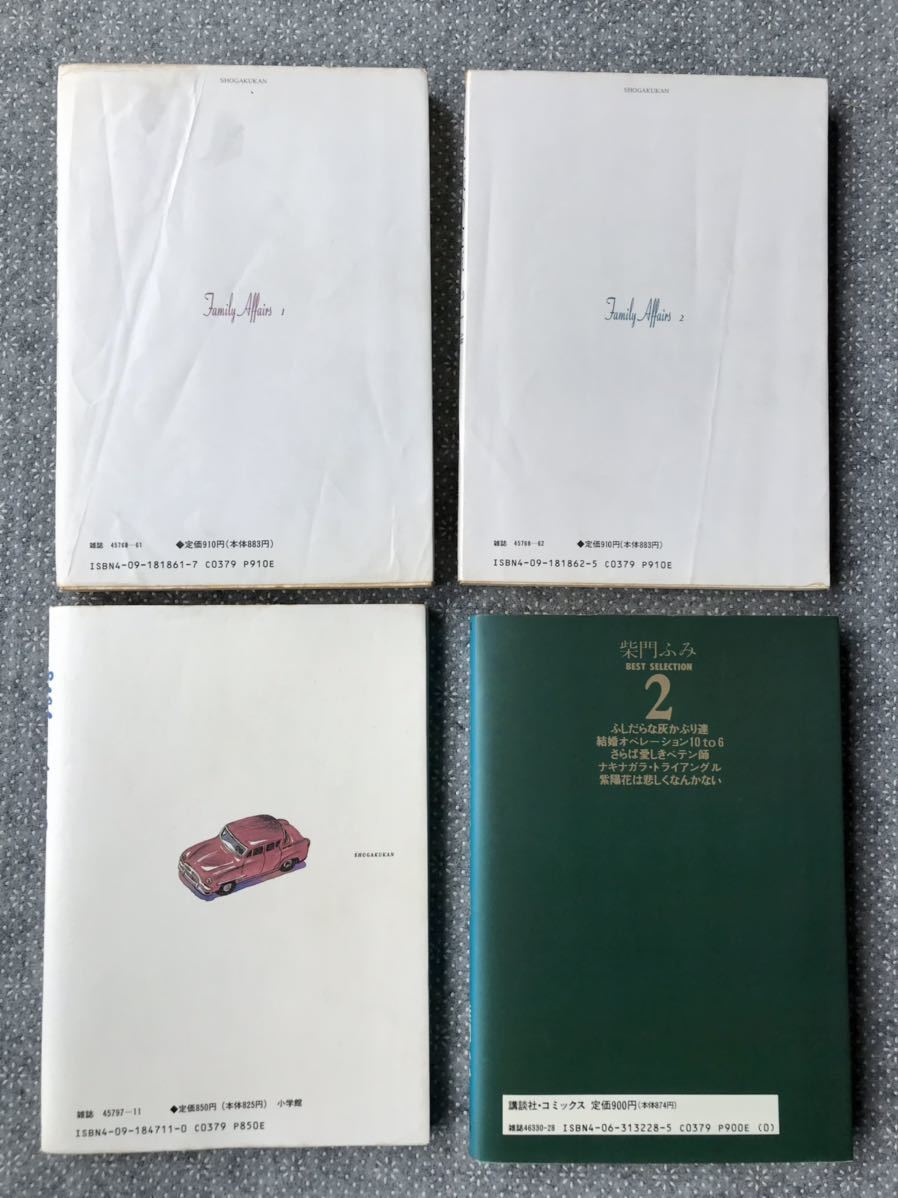 SHOGAKUKAN
Family Affairs 1
雑誌 45768-61 ◆定価910円(本体883円)
ISBN4-09-181861-7 C0379 P910E
SHOGAKUKAN
Family Affairs 2
雑誌 45768-62 ◆定価910円(本体883円)
ISBN4-09-181862-5 C0379 P910E
SHOGAKUKAN
雑誌 45797-11 ◆定価850円(本体825円) 小学館
ISBN4-09-184711-0 C0379 P850E
柴門ふみ
BEST SELECTION
2
ふしだらな灰かぶり達
結婚オペレーション10to6
さらば愛しきペテン師
ナキナガラ・トライアングル
紫陽花は悲しくなんかない
講談社・コミックス 定価900円(本体874円)
雑誌46330-28 ISBN4-06-313228-5 C0379 P900E (0)